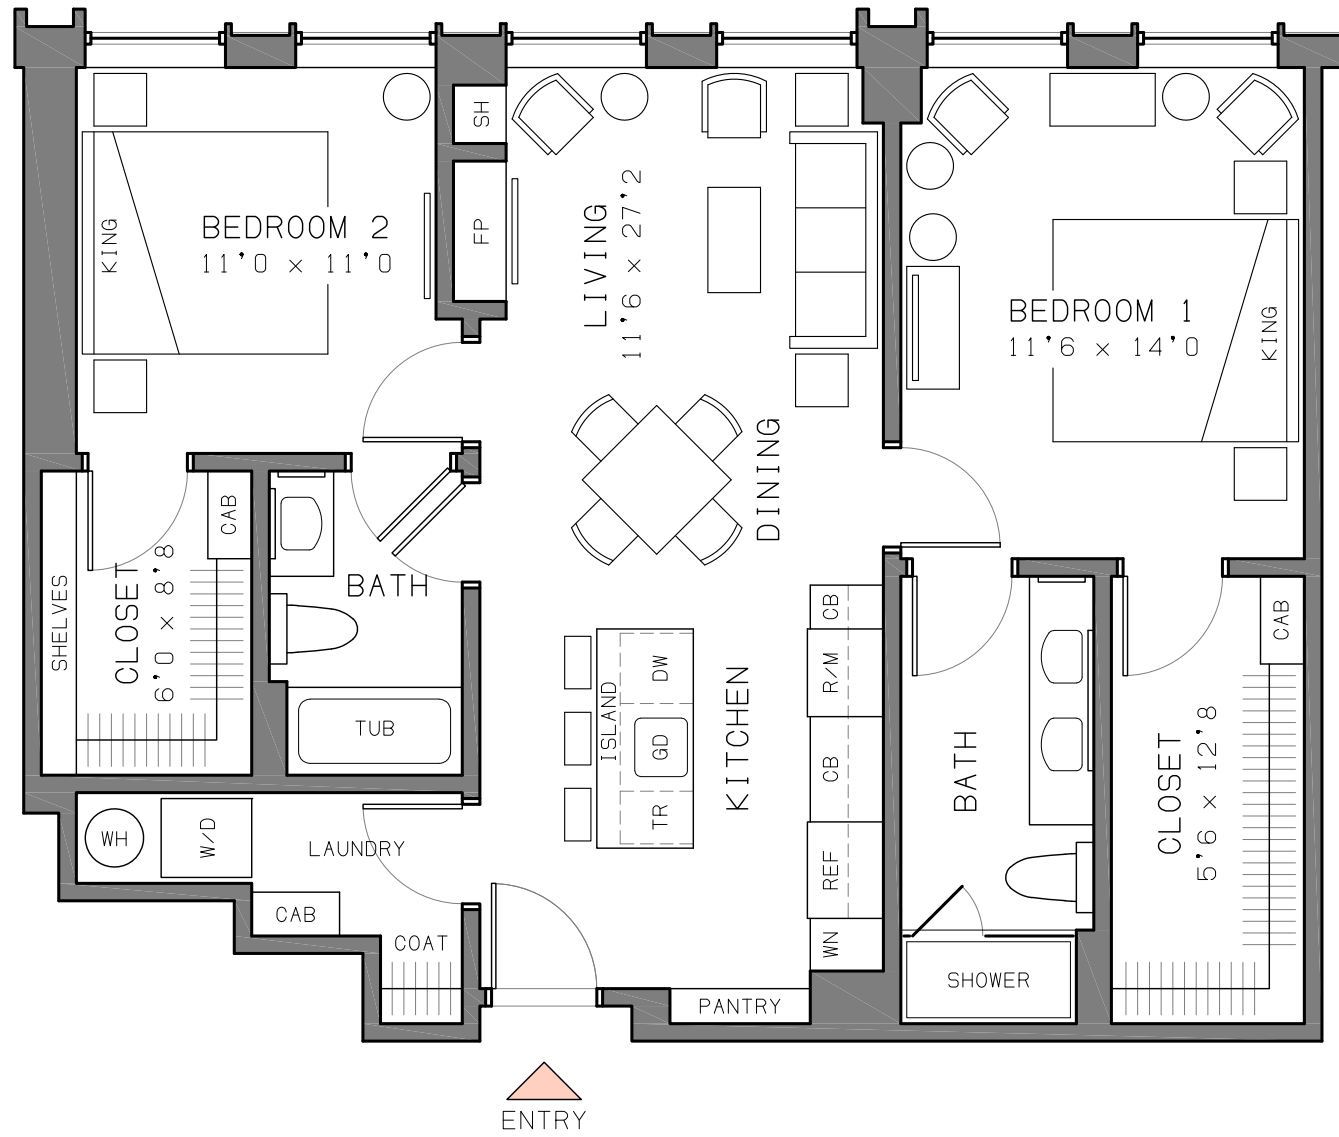 SH
FP
KING
BEDROOM 2
11'0 × 11'0
LIVING
11'6 × 27'2
BEDROOM 1
11'6 × 14'0
KING
DINING
CAB
SHELVES
CLOSET
6'0 × 8'8
BATH
TUB
CB
R/M
CB
REF
WN
ISLAND
DW
GD
TR
KITCHEN
CAB
BATH
CLOSET
5'6 × 12'8
WH
W/D
LAUNDRY
CAB
COAT
PANTRY
SHOWER
ENTRY